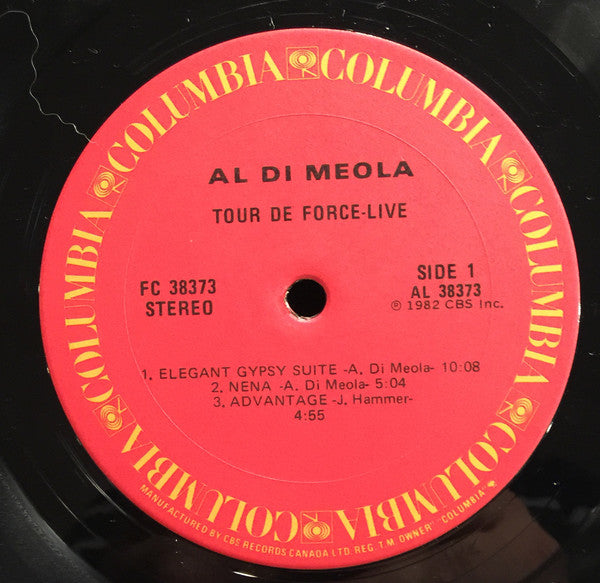 COLUMBIA COLUMBIA COLUMBIA COLUMBIA COLUMBIA COLUMBIA COLUMBIA COLUMBIA
AL DI MEOLA
TOUR DE FORCE-LIVE
FC 38373
STEREO
SIDE 1
AL 38373
℗ 1982 CBS Inc.
1. ELEGANT GYPSY SUITE -A. Di Meola- 10:08
2. NENA -A. Di Meola- 5:04
3. ADVANTAGE -J. Hammer-
4:55
MANUFACTURED BY CBS RECORDS CANADA LTD REG. T.M. OWNER "COLUMBIA"